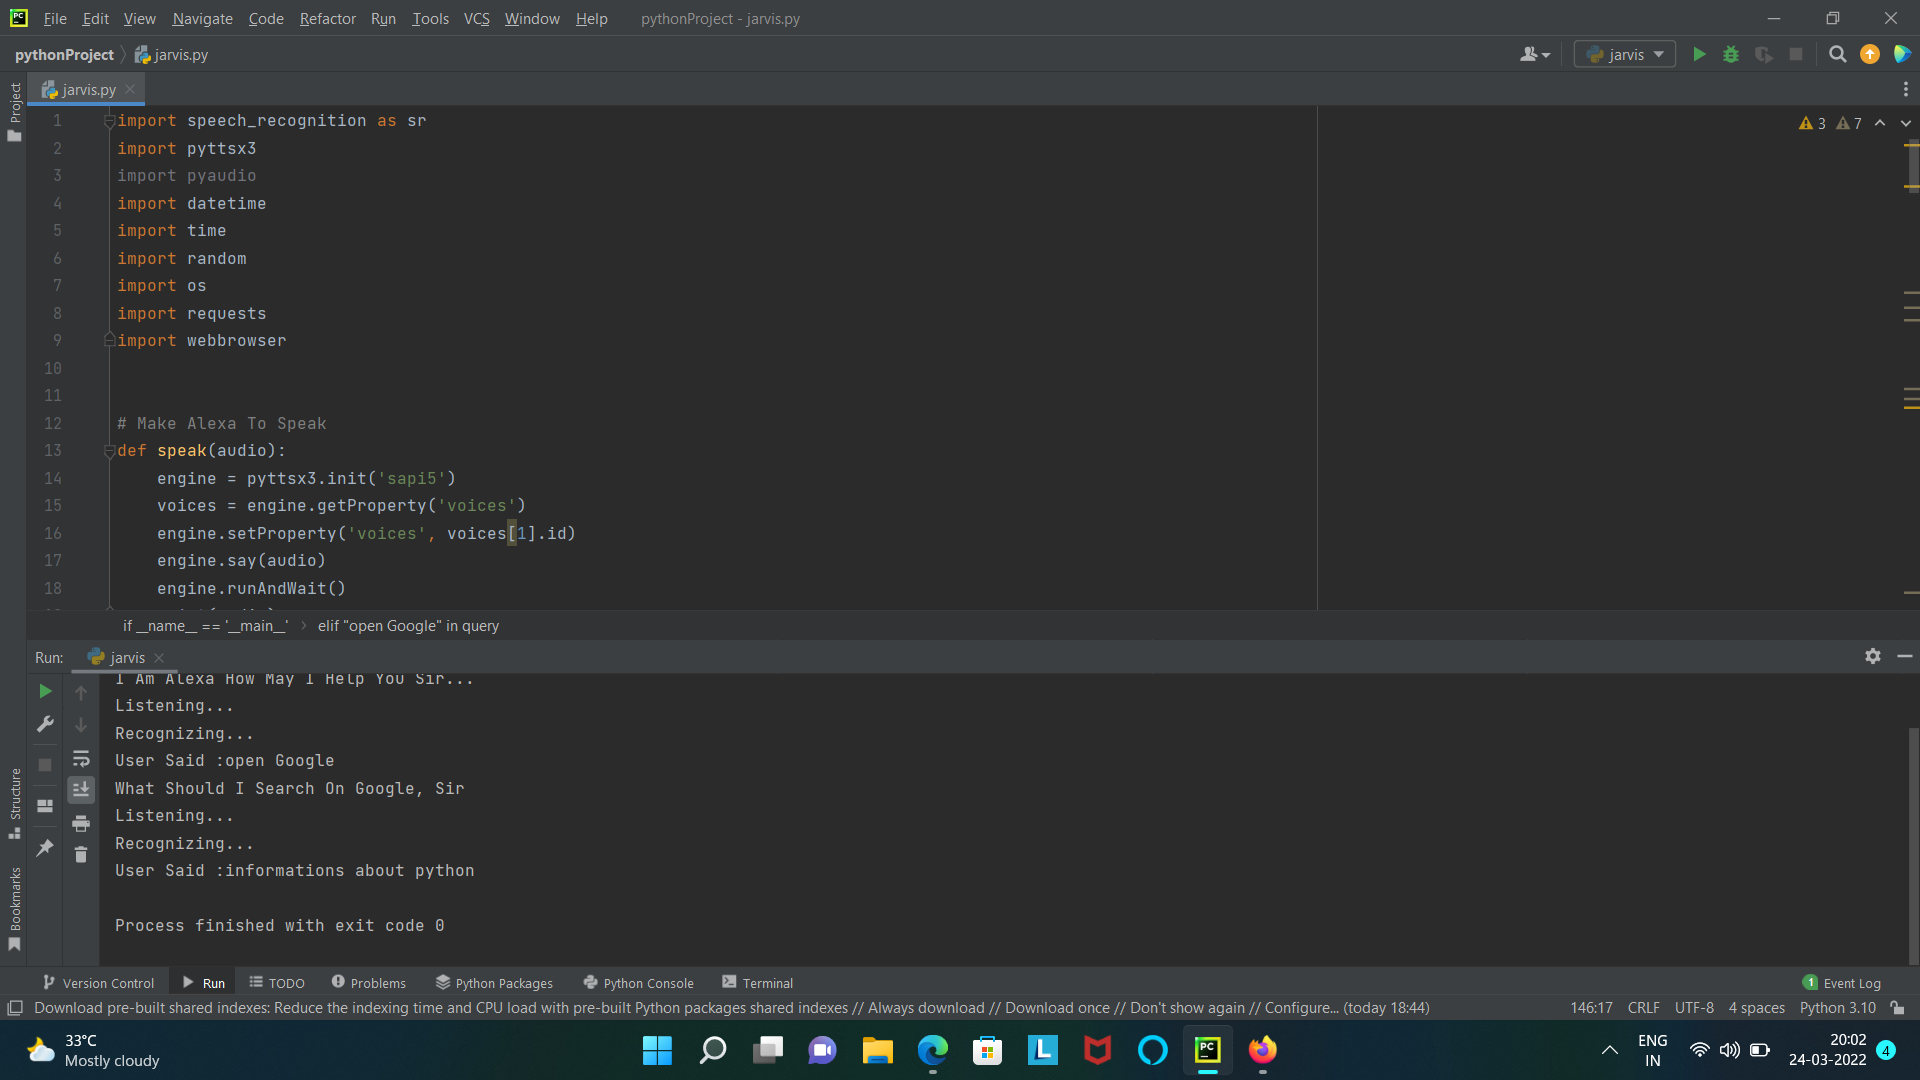 File Edit View Navigate Code Refactor Run Tools VCS Window Help pythonProject - jarvis.py
pythonProject jarvis.py jarvis
jarvis.py
Project
3 7
1 import speech_recognition as sr
2 import pyttsx3
3 import pyaudio
4 import datetime
5 import time
6 import random
7 import os
8 import requests
9 import webbrowser
10
11
12 # Make Alexa To Speak
13 def speak(audio):
14 engine = pyttsx3.init('sapi5')
15 voices = engine.getProperty('voices')
16 engine.setProperty('voices', voices[1].id)
17 engine.say(audio)
18 engine.runAndWait()
if __name__ == '__main__' elif "open Google" in query
Run: jarvis
I Am Alexa How May I Help You Sir...
Listening...
Recognizing...
User Said :open Google
What Should I Search On Google, Sir
Listening...
Recognizing...
User Said :informations about python
Process finished with exit code 0
Structure
Bookmarks
Version Control Run TODO Problems Python Packages Python Console Terminal 1 Event Log
Download pre-built shared indexes: Reduce the indexing time and CPU load with pre-built Python packages shared indexes // Always download // Download once // Don't show again // Configure... (today 18:44) 146:17 CRLF UTF-8 4 spaces Python 3.10
33°C
Mostly cloudy
L
PC
ENG
IN
20:02
24-03-2022
4